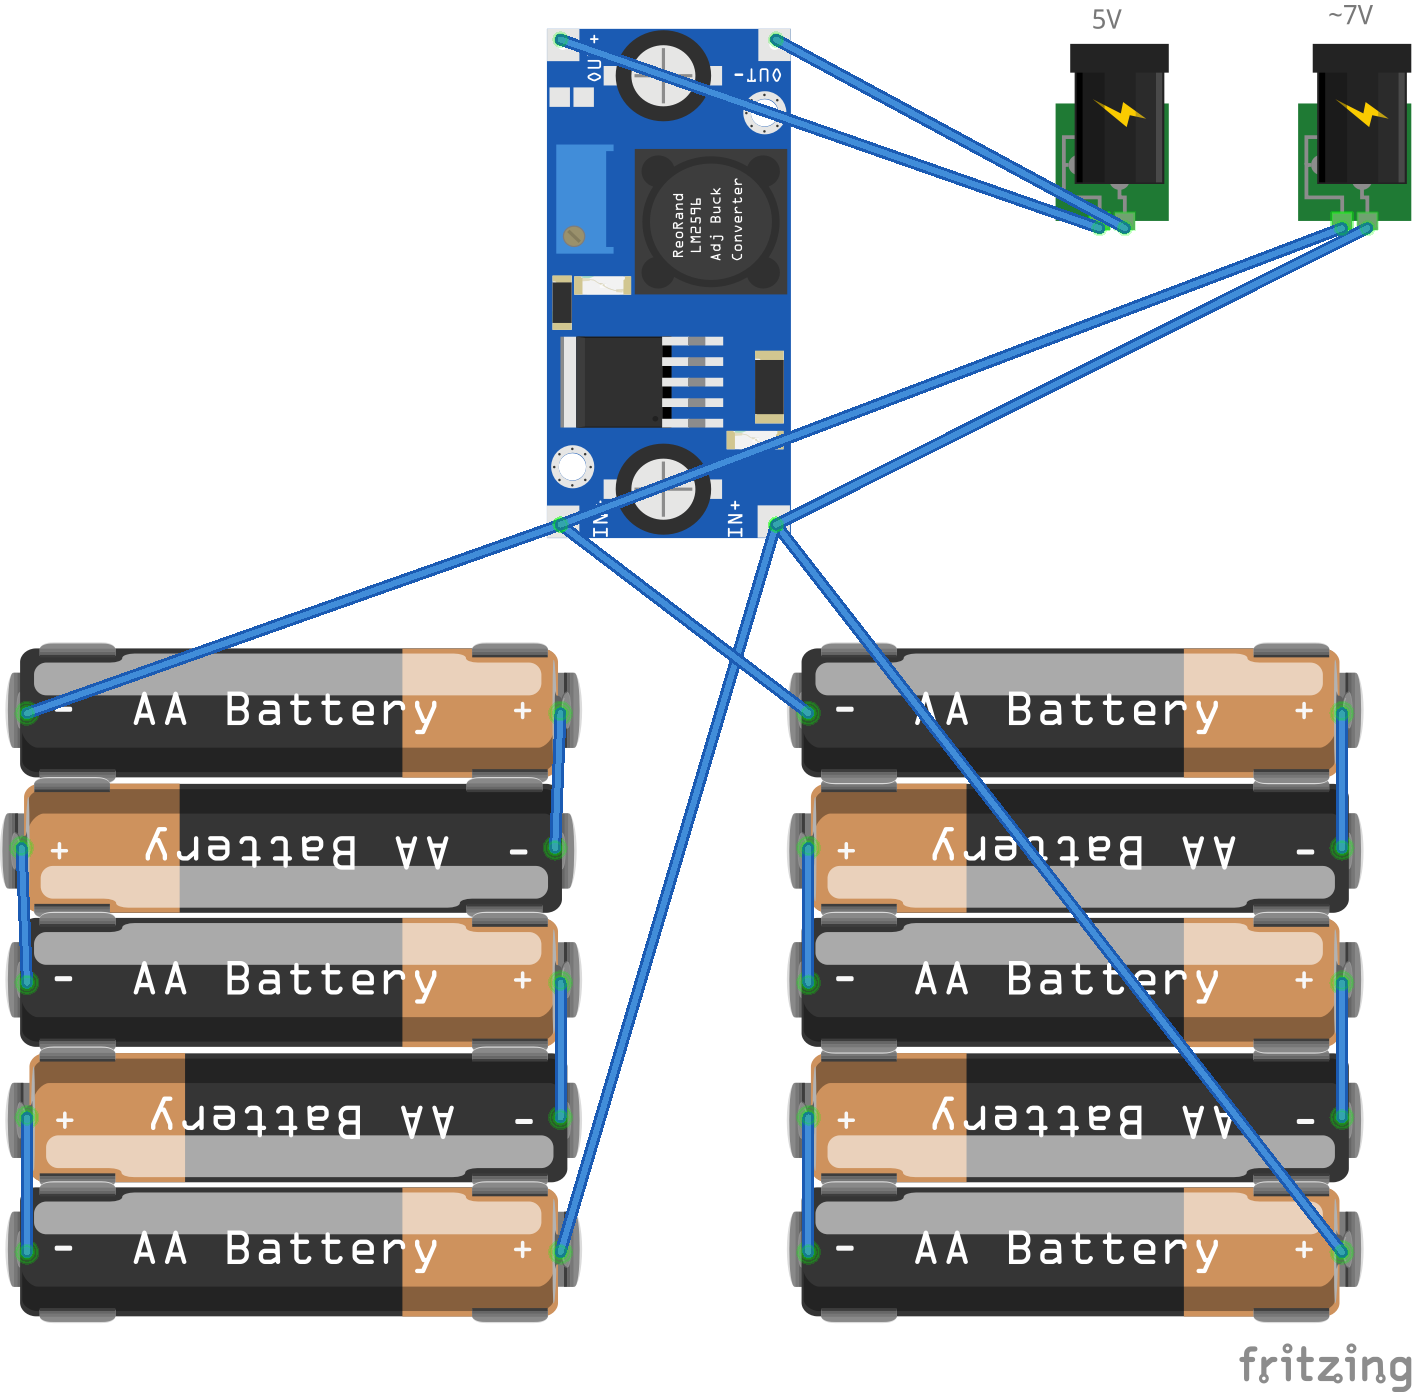 5V
~7V
OUT+
OUT-
ReoRand
LM2596
Adj Buck
Converter
IN-
IN+
- AA Battery +
- AA Battery +
+ AA Battery -
+ AA Battery -
- AA Battery +
- AA Battery +
+ AA Battery -
+ AA Battery -
- AA Battery +
- AA Battery +
fritzing